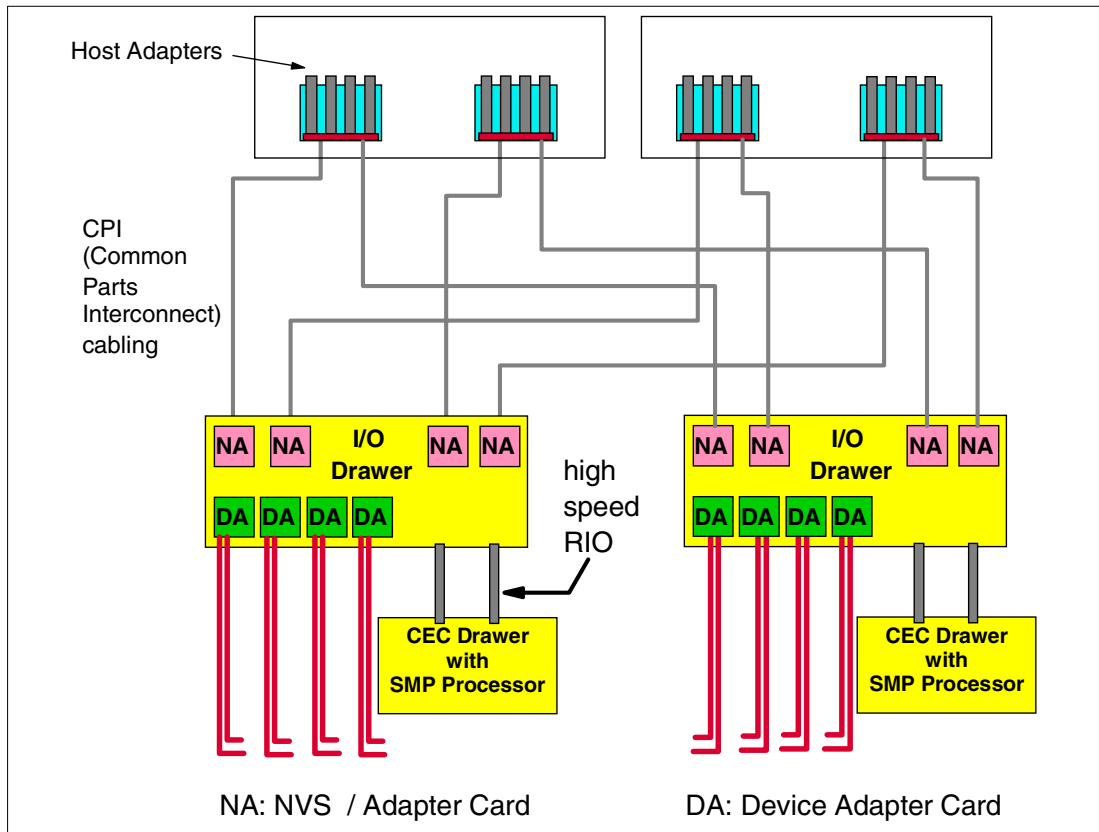 Host Adapters
CPI
(Common
Parts
Interconnect)
cabling
NA
NA
I/O
Drawer
NA
NA
DA
DA
DA
DA
high
speed
RIO
NA
NA
I/O
Drawer
NA
NA
DA
DA
DA
DA
CEC Drawer
with
SMP Processor
CEC Drawer
with
SMP Processor
NA: NVS / Adapter Card
DA: Device Adapter Card